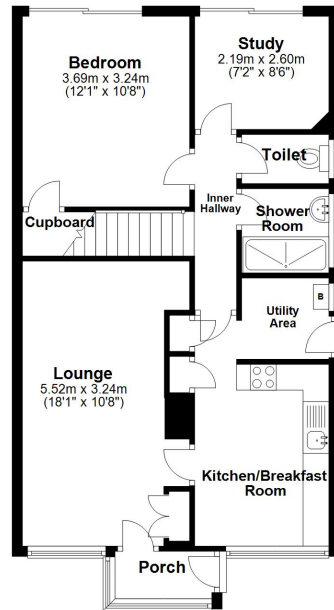 Bedroom
3.69m x 3.24m
(12'1" x 10'8")
Study
2.19m x 2.60m
(7'2" x 8'6")
Toilet
Inner
Hallway
Shower
Room
Cupboard
B
Utility
Area
Lounge
5.52m x 3.24m
(18'1" x 10'8")
Kitchen/Breakfast
Room
Porch